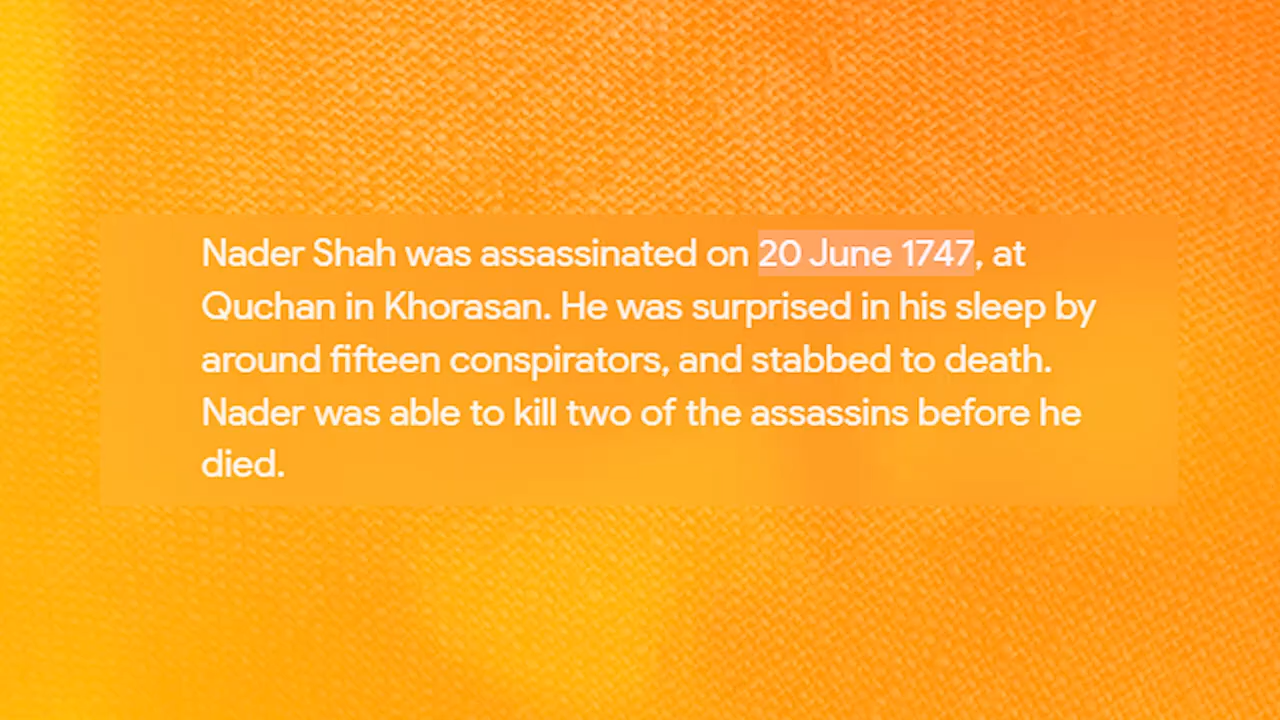 Nader Shah was assassinated on 20 June 1747, at
Quchan in Khorasan. He was surprised in his sleep by
around fifteen conspirators, and stabbed to death.
Nader was able to kill two of the assassins before he
died.